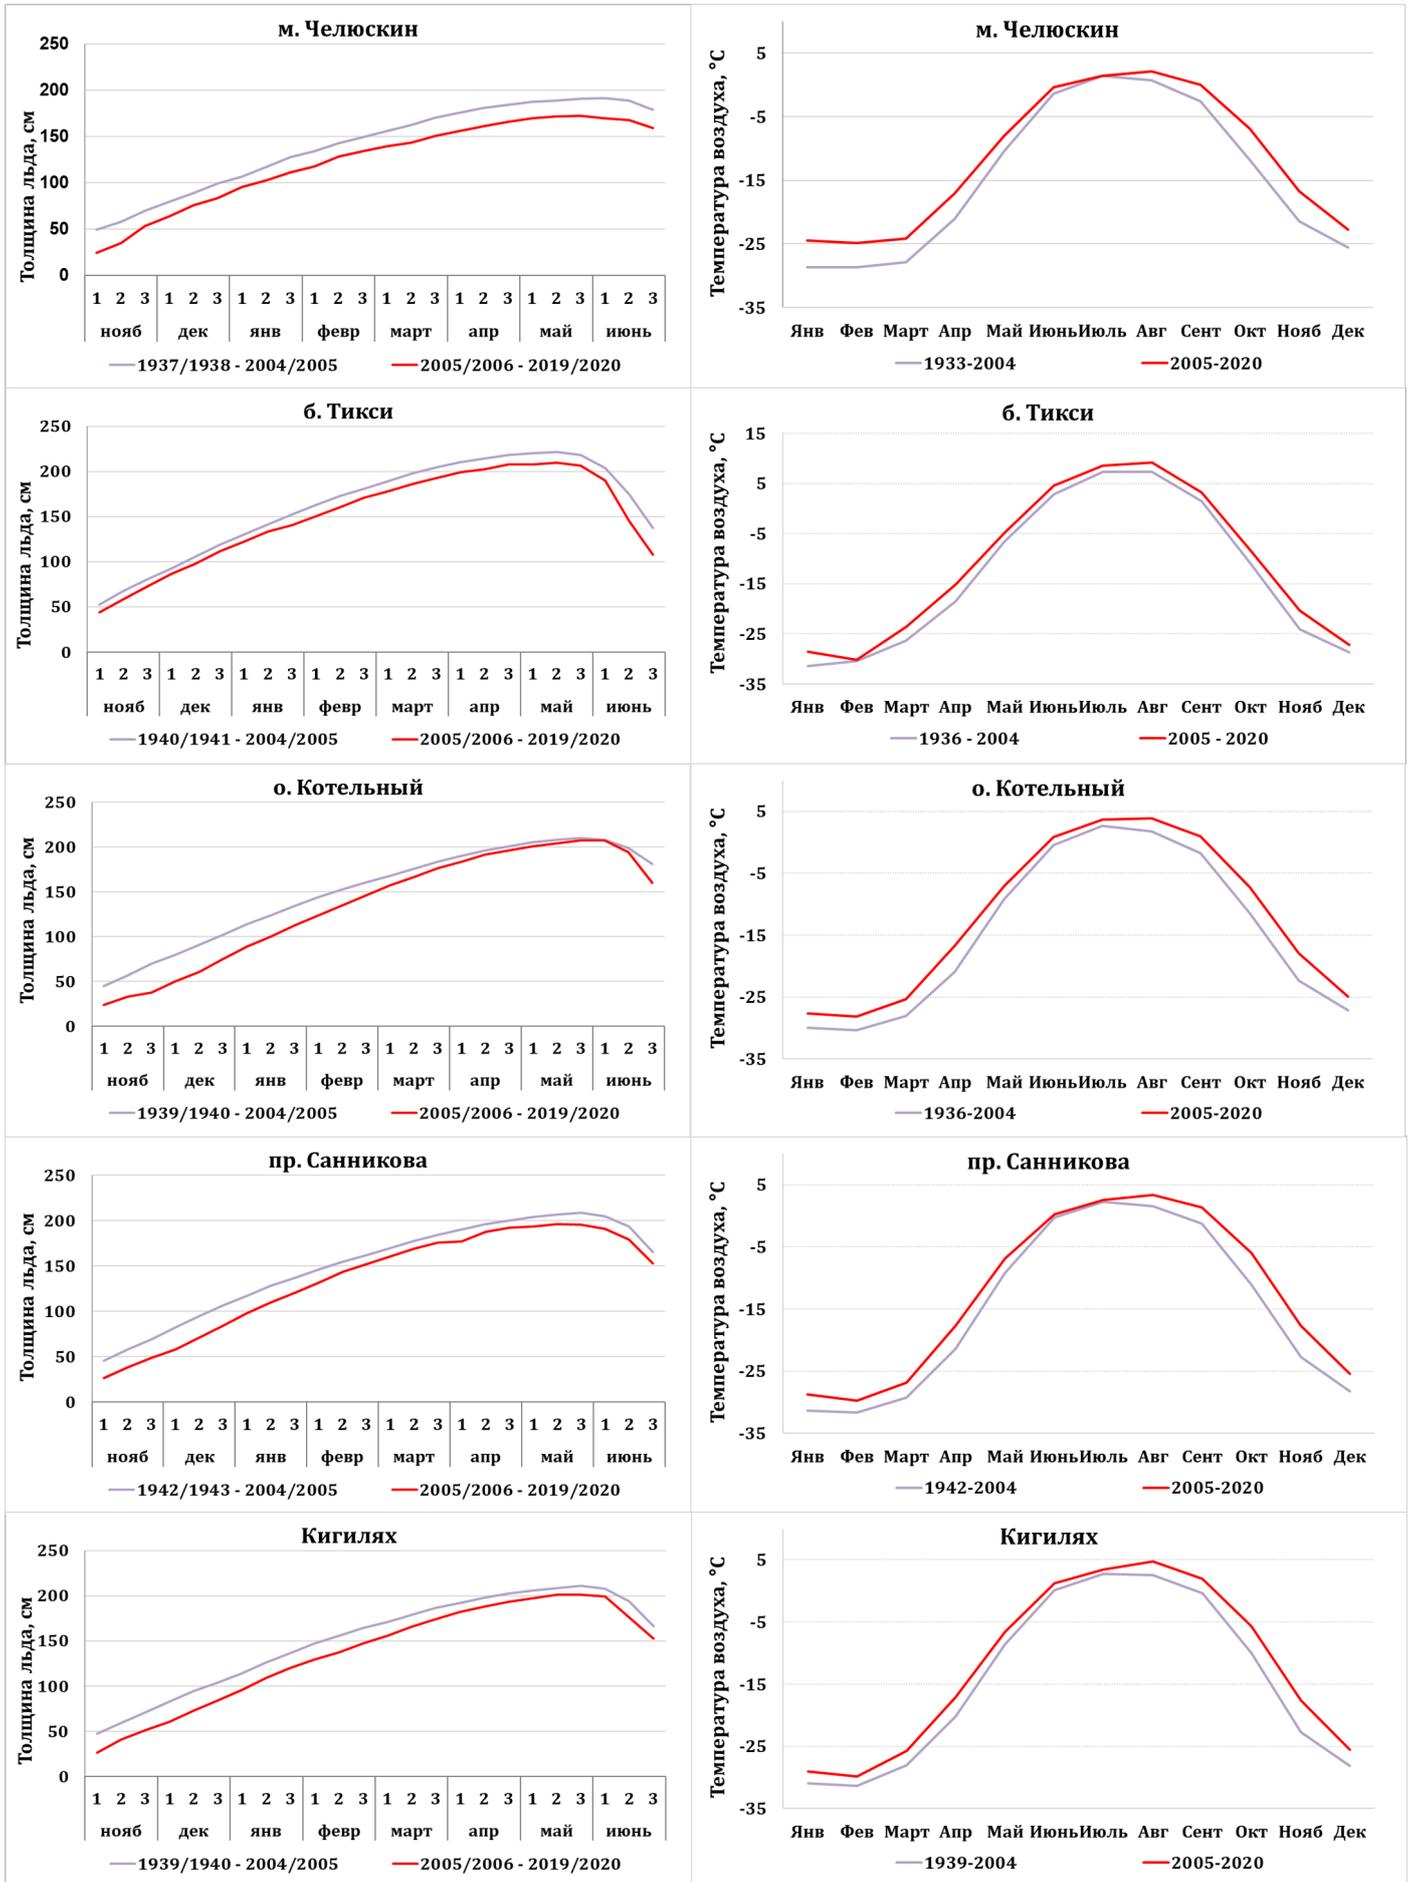 м. Челюскин
Толщина льда, см
250
200
150
100
50
0
1 2 3 1 2 3 1 2 3 1 2 3 1 2 3 1 2 3 1 2 3 1 2 3
нояб дек янв февр март апр май июнь
1937/1938 - 2004/2005 2005/2006 - 2019/2020
м. Челюскин
Температура воздуха, °C
5
-5
-15
-25
-35
Янв Фев Март Апр Май Июнь Июль Авг Сент Окт Нояб Дек
1933-2004 2005-2020
б. Тикси
Толщина льда, см
250
200
150
100
50
0
1 2 3 1 2 3 1 2 3 1 2 3 1 2 3 1 2 3 1 2 3 1 2 3
нояб дек янв февр март апр май июнь
1940/1941 - 2004/2005 2005/2006 - 2019/2020
б. Тикси
Температура воздуха, °C
15
5
-5
-15
-25
-35
Янв Фев Март Апр Май Июнь Июль Авг Сент Окт Нояб Дек
1936 - 2004 2005 - 2020
о. Котельный
Толщина льда, см
250
200
150
100
50
0
1 2 3 1 2 3 1 2 3 1 2 3 1 2 3 1 2 3 1 2 3 1 2 3
нояб дек янв февр март апр май июнь
1939/1940 - 2004/2005 2005/2006 - 2019/2020
о. Котельный
Температура воздуха, °C
5
-5
-15
-25
-35
Янв Фев Март Апр Май Июнь Июль Авг Сент Окт Нояб Дек
1936-2004 2005-2020
пр. Санникова
Толщина льда, см
250
200
150
100
50
0
1 2 3 1 2 3 1 2 3 1 2 3 1 2 3 1 2 3 1 2 3 1 2 3
нояб дек янв февр март апр май июнь
1942/1943 - 2004/2005 2005/2006 - 2019/2020
пр. Санникова
Температура воздуха, °C
5
-5
-15
-25
-35
Янв Фев Март Апр Май Июнь Июль Авг Сент Окт Нояб Дек
1942-2004 2005-2020
Кигилях
Толщина льда, см
250
200
150
100
50
0
1 2 3 1 2 3 1 2 3 1 2 3 1 2 3 1 2 3 1 2 3 1 2 3
нояб дек янв февр март апр май июнь
1939/1940 - 2004/2005 2005/2006 - 2019/2020
Кигилях
Температура воздуха, °C
5
-5
-15
-25
-35
Янв Фев Март Апр Май Июнь Июль Авг Сент Окт Нояб Дек
1939-2004 2005-2020